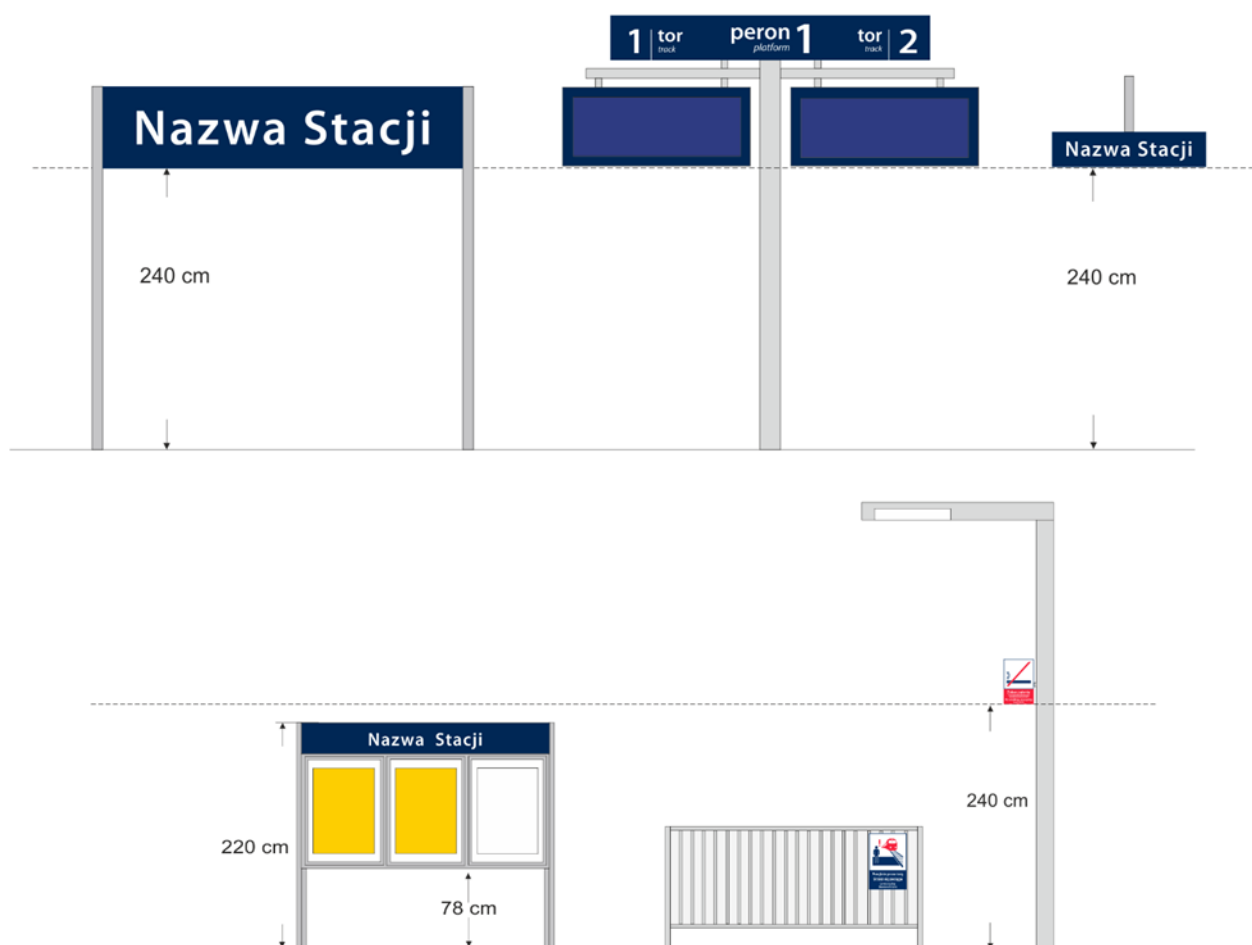 1 tor track peron platform 1 tor track 2
Nazwa Stacji
Nazwa Stacji
240 cm
240 cm
Nazwa Stacji
240 cm
220 cm
78 cm